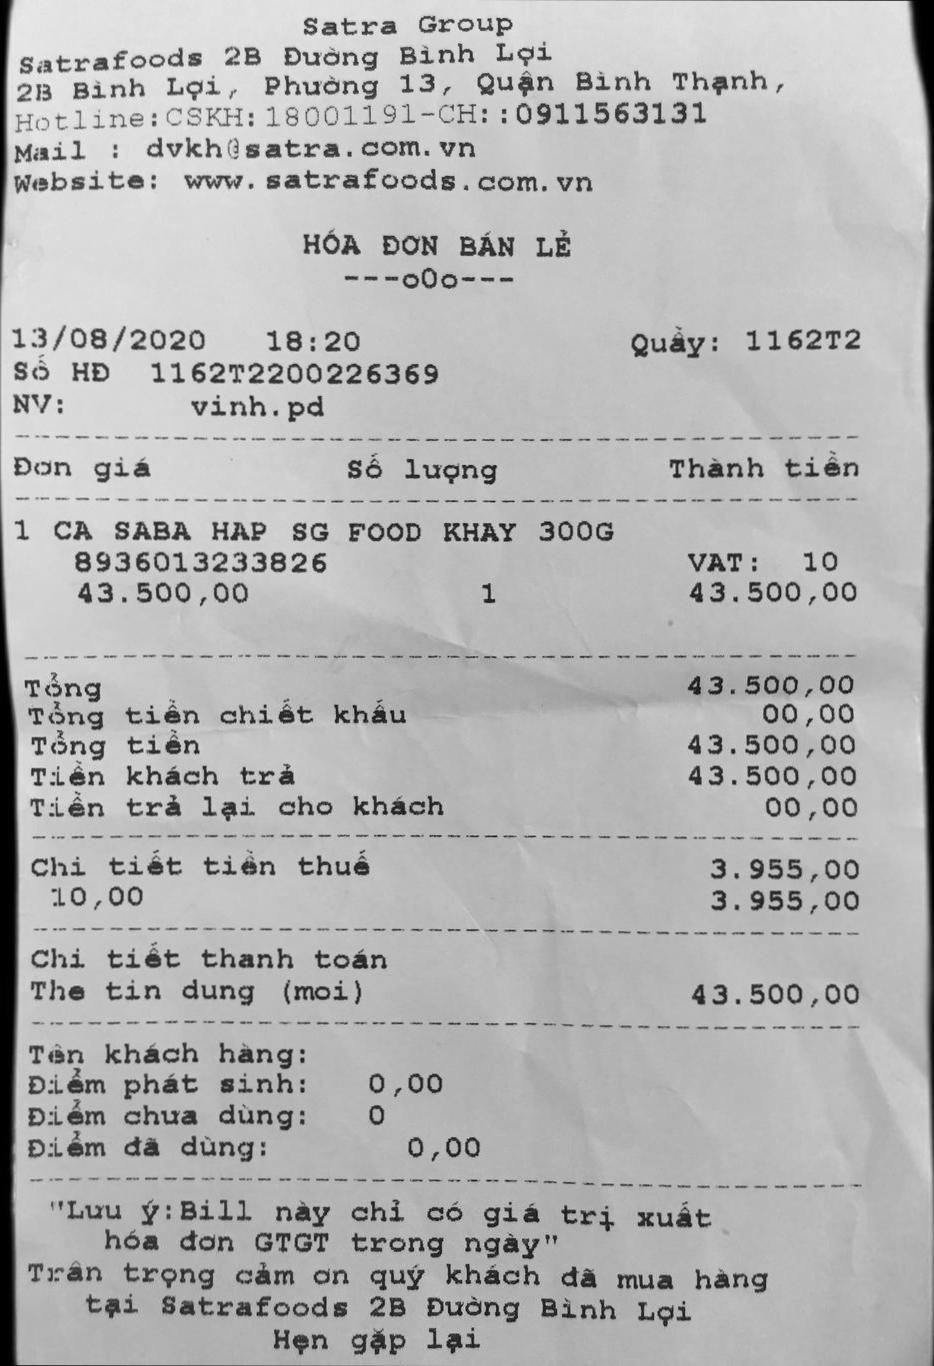 Satra Group
Satrafoods 2B Đường Bình Lợi
2B Bình Lợi, Phường 13, Quận Bình Thạnh,
Hotline:CSKH:18001191-CH::0911563131
Mail : dvkh@satra.com.vn
Website: www.satrafoods.com.vn
HÓA ĐƠN BÁN LẺ
---o0o---
13/08/2020 18:20 Quầy: 1162T2
Số HĐ 1162T2200226369
NV: vinh.pd
Đơn giá Số lượng Thành tiền
1 CA SABA HAP SG FOOD KHAY 300G
8936013233826 VAT: 10
43.500,00 1 43.500,00
Tổng 43.500,00
Tổng tiền chiết khấu 00,00
Tổng tiền 43.500,00
Tiền khách trả 43.500,00
Tiền trả lại cho khách 00,00
Chi tiết tiền thuế 3.955,00
10,00 3.955,00
Chi tiết thanh toán
The tin dung (moi) 43.500,00
Tên khách hàng:
Điểm phát sinh: 0,00
Điểm chưa dùng: 0
Điểm đã dùng: 0,00
"Lưu ý:Bill này chỉ có giá trị xuất
hóa đơn GTGT trong ngày"
Trân trọng cảm ơn quý khách đã mua hàng
tại Satrafoods 2B Đường Bình Lợi
Hẹn gặp lại